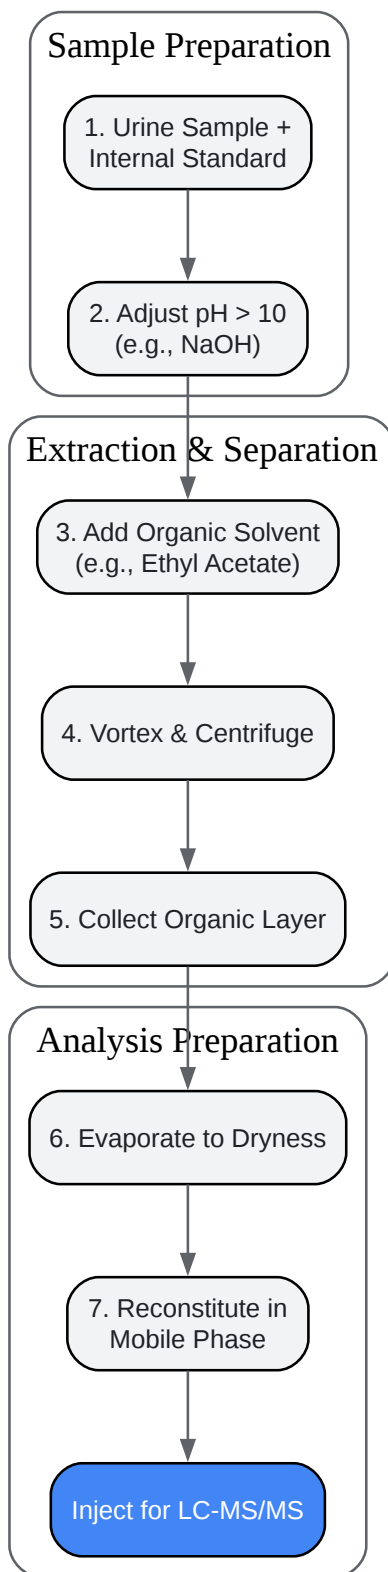 Sample Preparation
1. Urine Sample +
Internal Standard
2. Adjust pH > 10
(e.g., NaOH)
Extraction & Separation
3. Add Organic Solvent
(e.g., Ethyl Acetate)
4. Vortex & Centrifuge
5. Collect Organic Layer
Analysis Preparation
6. Evaporate to Dryness
7. Reconstitute in
Mobile Phase
Inject for LC-MS/MS